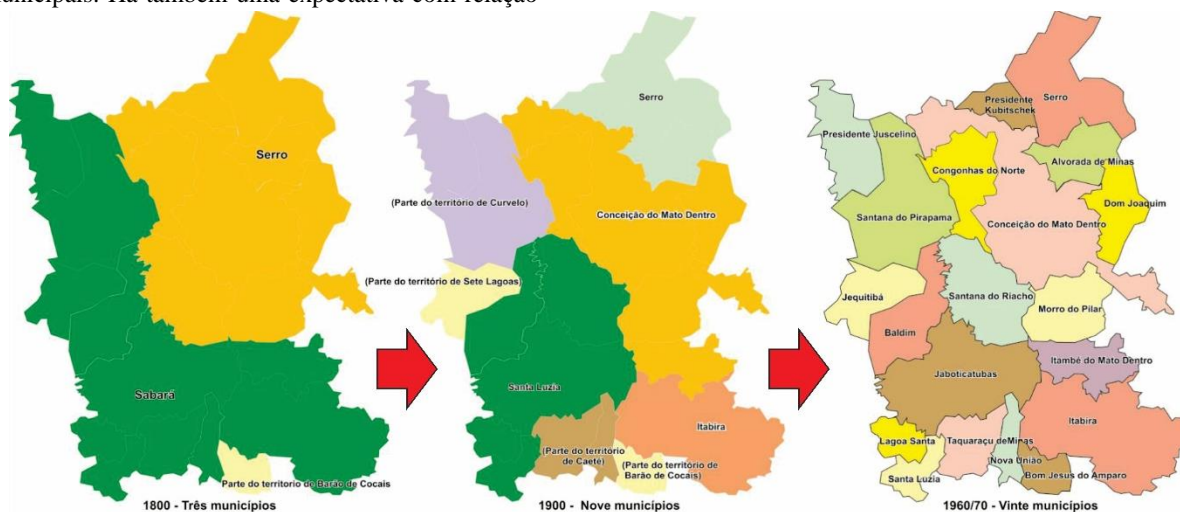 Serro
Sabará
Parte do territorio de Barão de Cocais
1800 - Três municípios
Serro
(Parte do território de Curvelo)
Conceição do Mato Dentro
(Parte do território de Sete Lagoas)
Santa Luzia
Itabira
(Parte do territorio
de Caeté)
(Parte do território de
Barão de Cocais)
1900 - Nove municípios
Presidente
Kubitschek
Serro
Presidente Juscelino
Alvorada de Minas
Congonhas do Norte
Dom Joaquim
Santana do Pirapama
Conceição do Mato Dentro
Jequitibá
Santana do Riacho
Morro do Pilar
Baldim
Itambé do Mato Dentro
Jaboticatubas
Itabira
Lagoa Santa
Taquaraçu deMinas
Nova União
Santa Luzia
Bom Jesus do Amparo
1960/70 - Vinte municípios